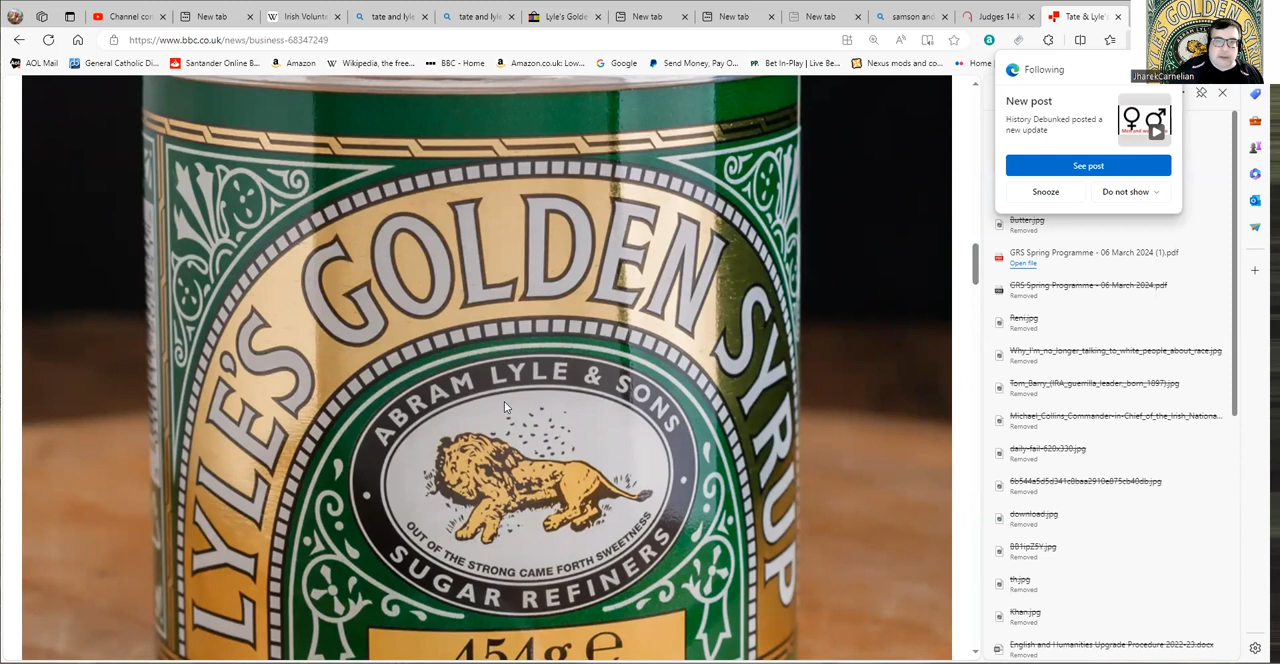 Channel con
New tab
Irish Volunte
tate and lyle
tate and lyle
Lyle's Golde
New tab
New tab
New tab
samson and
Judges 14 K
Tate & Lyle's
https://www.bbc.co.uk/news/business-68347249
AOL Mail
General Catholic Di...
Santander Online B...
Amazon
Wikipedia, the free...
BBC - Home
Amazon.co.uk: Low...
Google
PayPal
Send Money, Pay O...
Bet In-Play | Live Be...
Nexus mods and co...
Home
JharekCarnelian
GOLDEN
Following
New post
History Debunked posted a
new update
See post
Snooze
Do not show
Butter.jpg
Removed
GRS Spring Programme - 06 March 2024 (1).pdf
Open file
GRS Spring Programme - 06 March 2024.pdf
Removed
Reni.jpg
Removed
Why_I'm_no_longer_talking_to_white_people_about_race.jpg
Removed
Tom_Barry_(IRA_guerrilla_leader,_born_1897).jpg
Removed
Michael_Collins_Commander-in-Chief_of_the_Irish_Nationa...
Removed
daily-fail-620x330.jpg
Removed
6b544a5d5d341c8baa2910e875cb40db.jpg
Removed
download.jpg
Removed
BB1ipZ5Y.jpg
Removed
th.jpg
Removed
Khan.jpg
Removed
English and Humanities Upgrade Procedure 2022-23.docx
Removed
LYLE'S GOLDEN SYRUP
ABRAM LYLE & SONS
OUT OF THE STRONG CAME FORTH SWEETNESS
SUGAR REFINERS
454g e